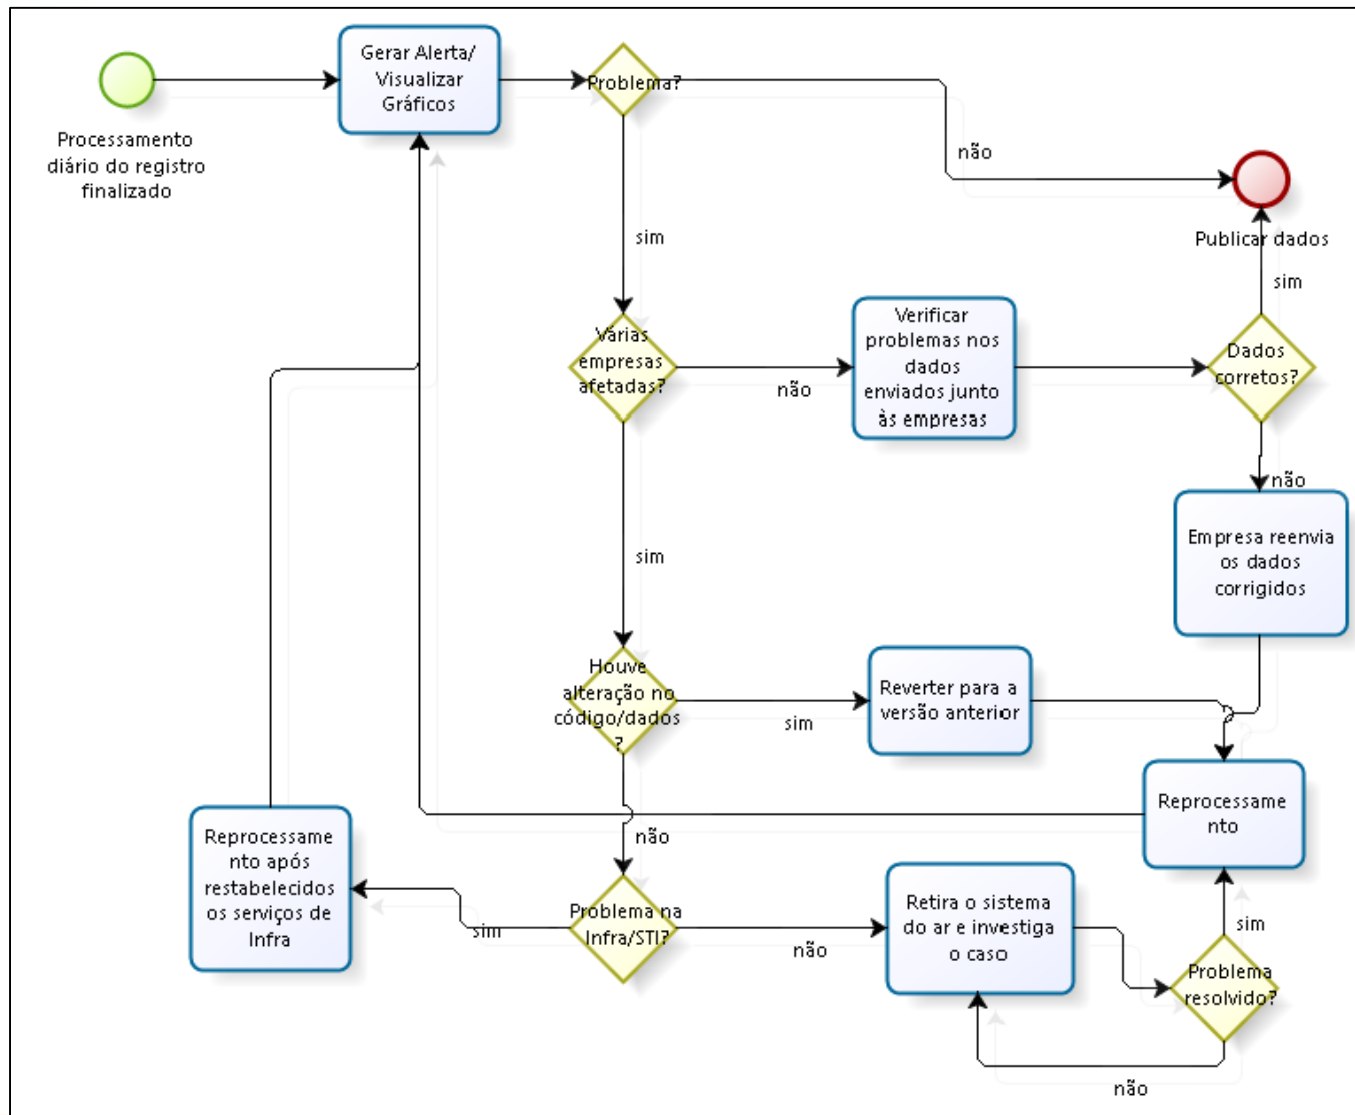 Gerar Alerta/
Visualizar
Gráficos
Problema?
Processamento
diário do registro
finalizado
não
sim
Publicar dados
sim
Várias
empresas
afetadas?
não
Verificar
problemas nos
dados
enviados junto
às empresas
Dados
corretos?
não
Empresa reenvia
os dados
corrigidos
sim
Houve
alteração no
código/dados
?
sim
Reverter para a
versão anterior
Reprocessame
nto
não
Reprocessame
nto após
restabelecidos
os serviços de
Infra
sim
Problema na
Infra/STI?
não
Retira o sistema
do ar e investiga
o caso
sim
Problema
resolvido?
não